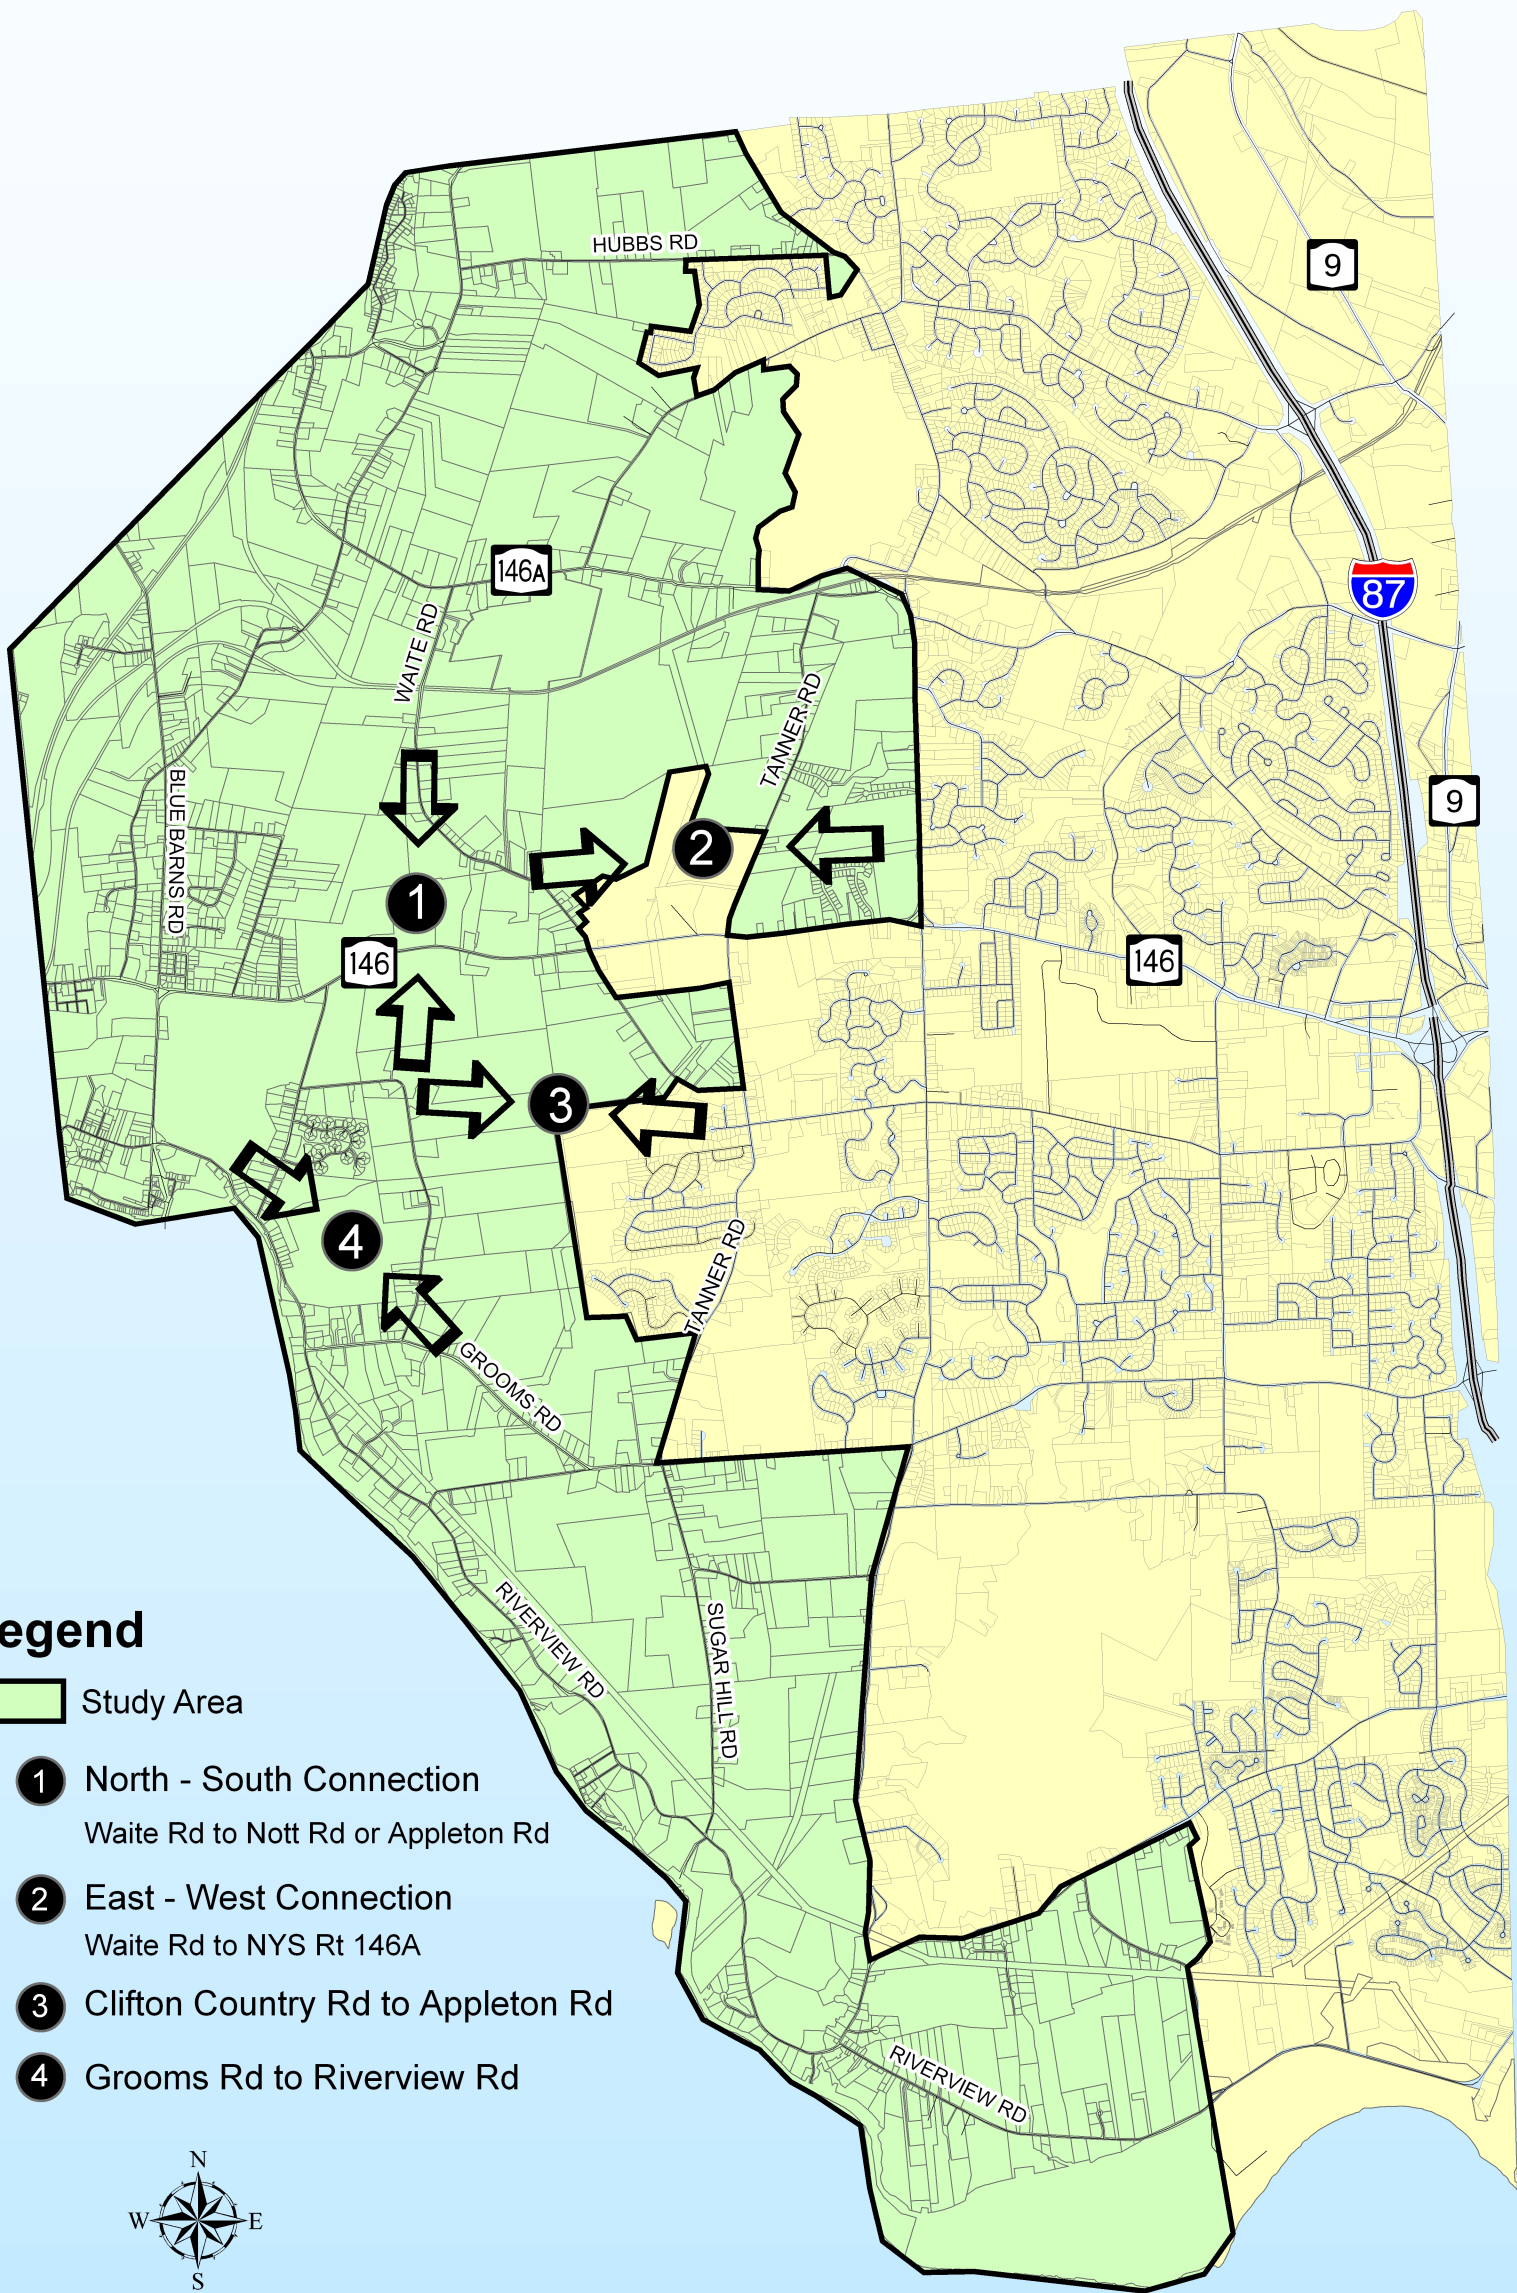 HUBBS RD
9
146A
87
WAITE RD
TANNER RD
BLUE BARNS RD
9
2
1
146
146
3
4
TANNER RD
GROOMS RD
RIVERVIEW RD
SUGAR HILL RD
RIVERVIEW RD
egend
Study Area
1 North - South Connection
Waite Rd to Nott Rd or Appleton Rd
2 East - West Connection
Waite Rd to NYS Rt 146A
3 Clifton Country Rd to Appleton Rd
4 Grooms Rd to Riverview Rd
N
W E
S